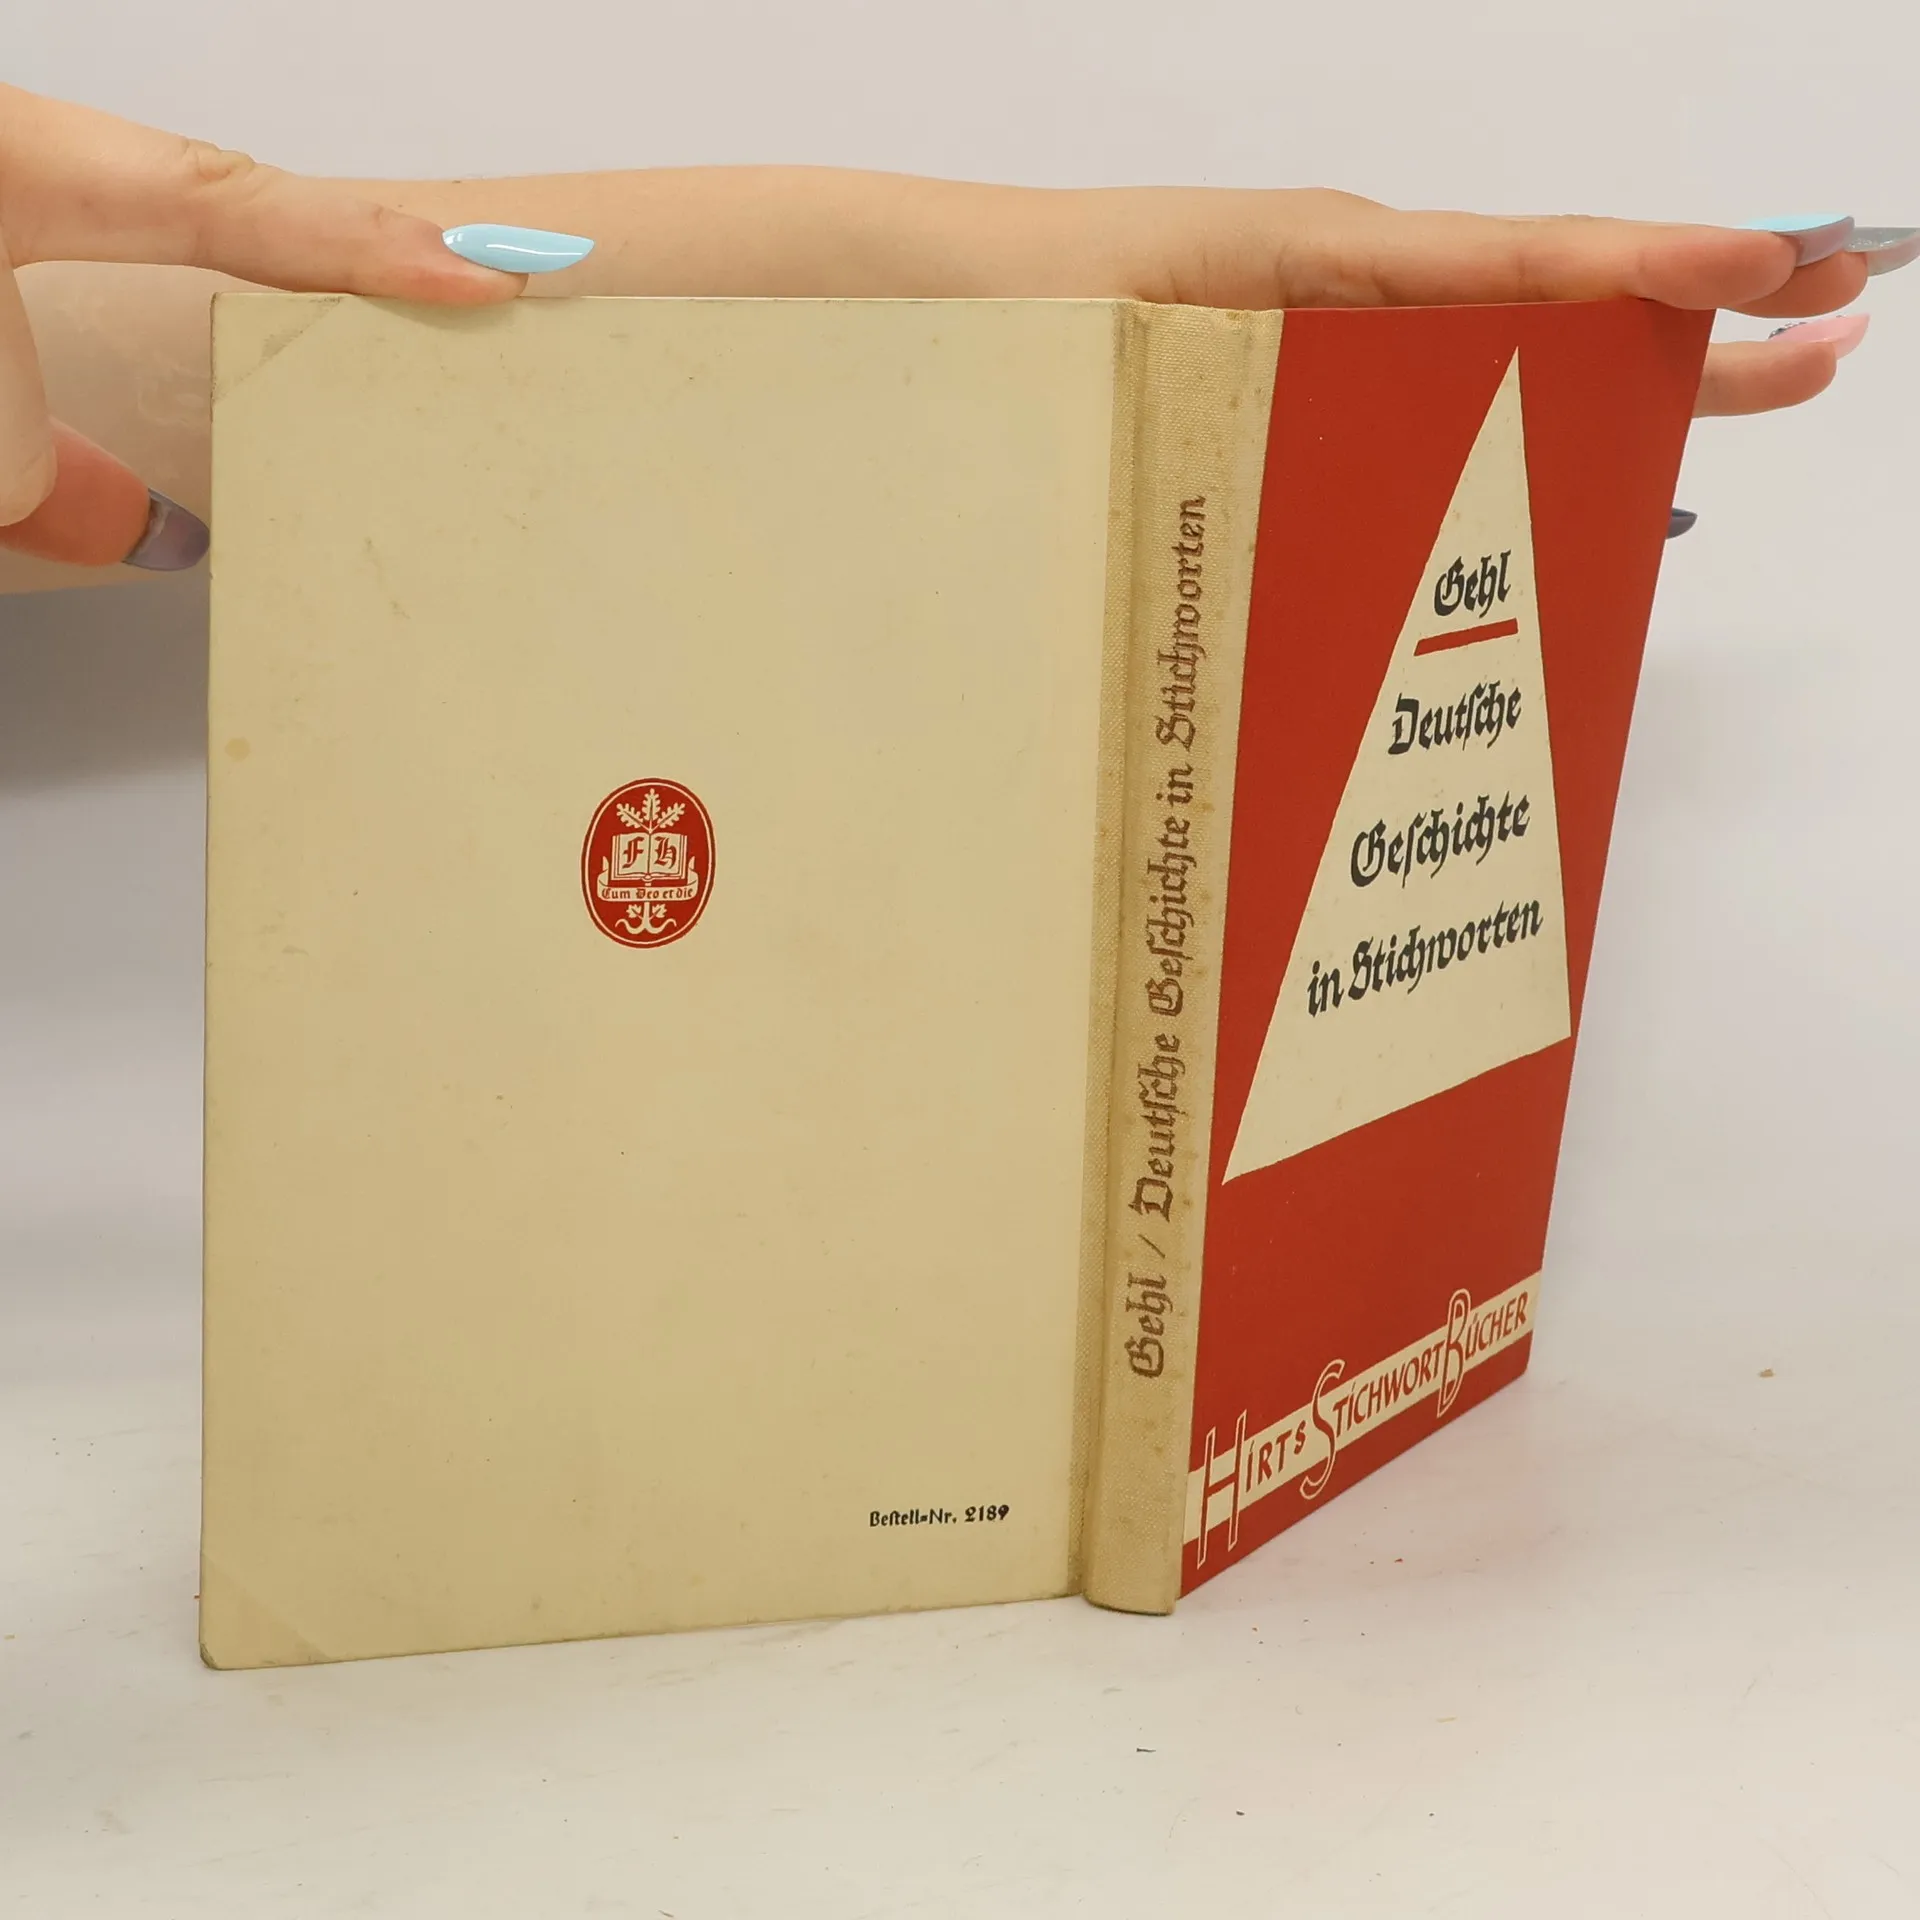 F H
Cum Deo et die
Beſtell=Nr. 2189
Gehl / Deutſche Geſchichte in Stichworten
Gehl
Deutſche
Geſchichte
in Stichworten
HIRTS STICHWORTBÜCHER